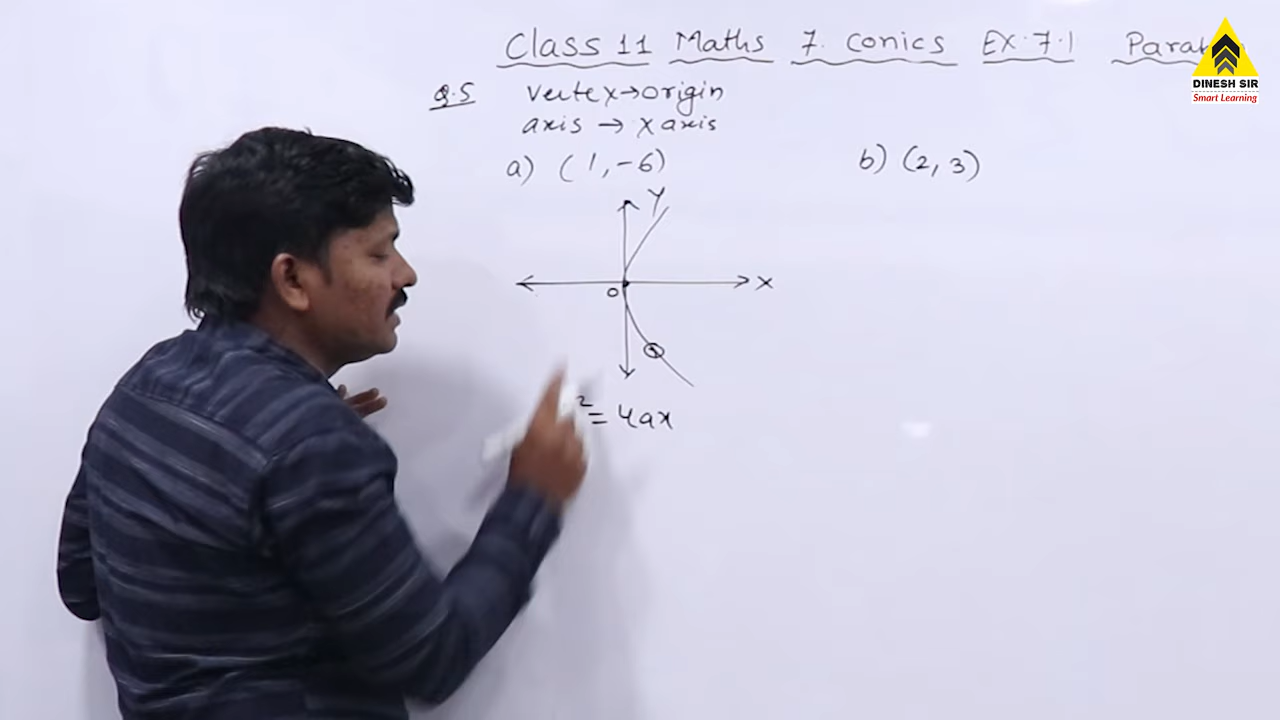 Class 11 Maths 7. Conics Ex. 7.1
DINESH SIR
Smart Learning
Q.5 vertex→origin
axis → x axis
a) (1, -6)
b) (2, 3)
Y
X
O
² = 4ax